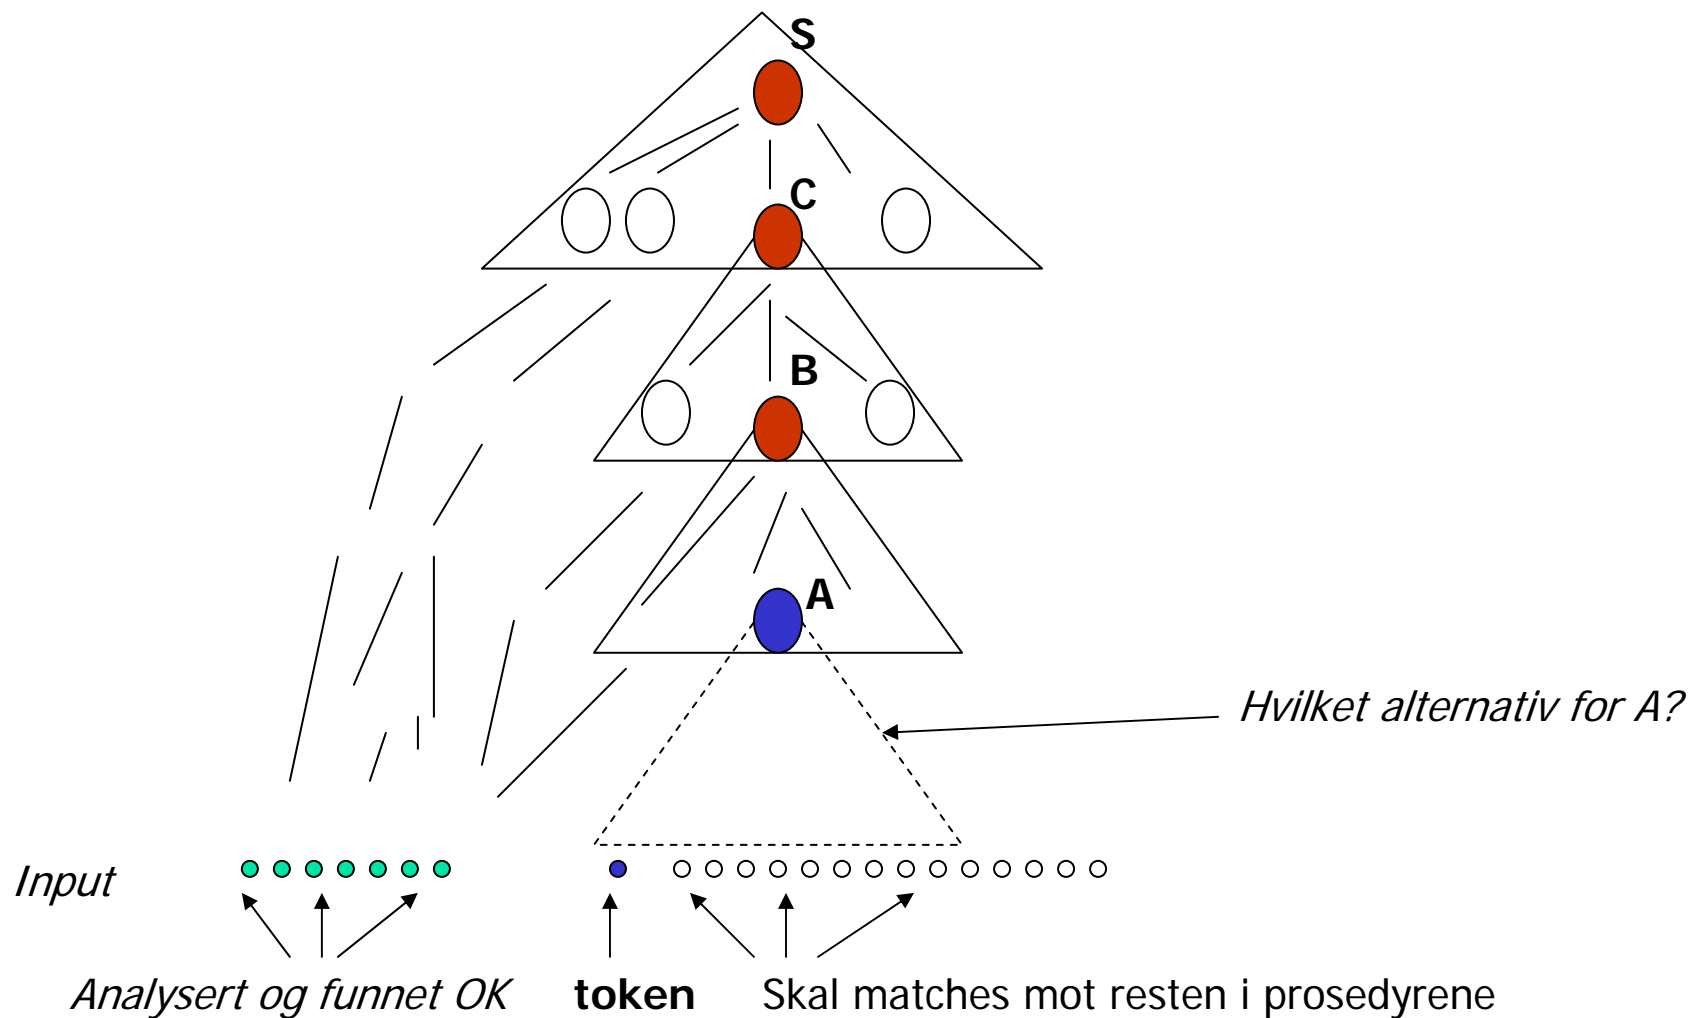 S
C
B
A
Hvilket alternativ for A?
Input
Analysert og funnet OK token Skal matches mot resten i prosedyrene